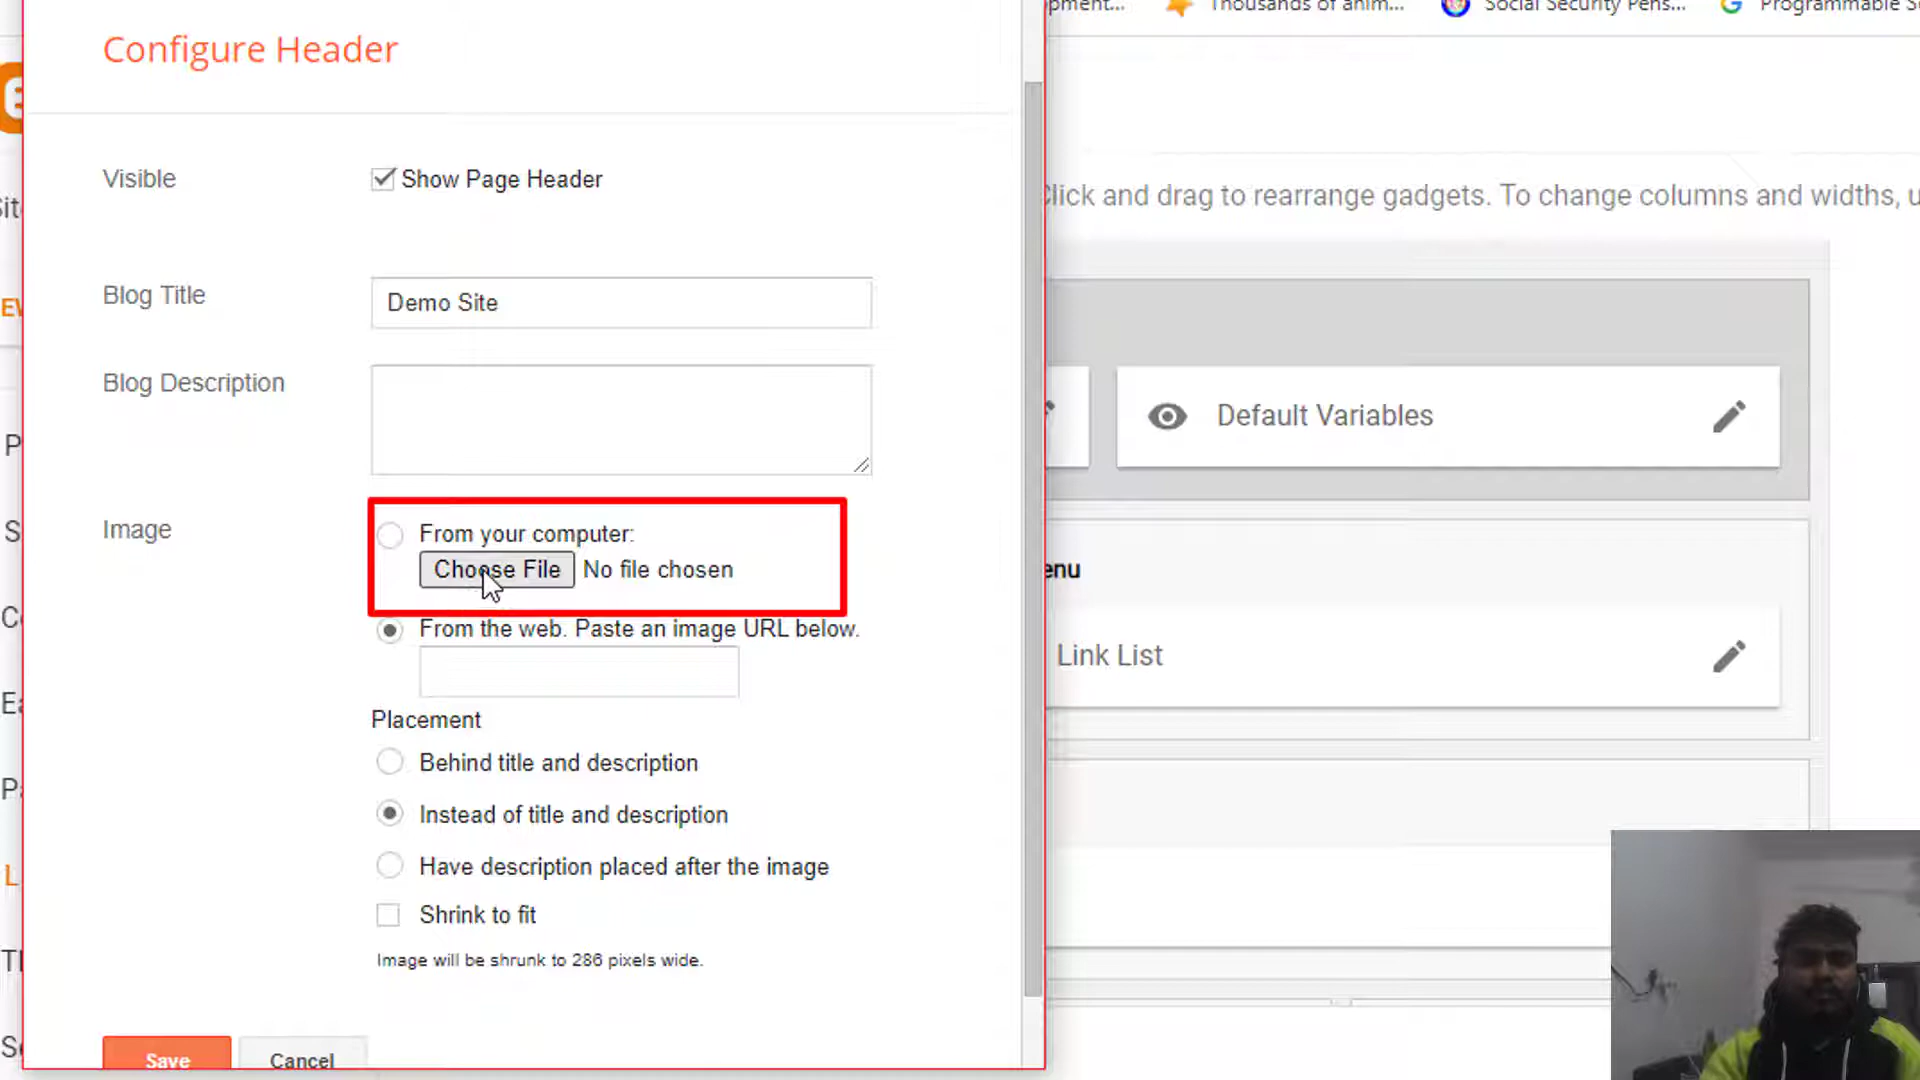 pment...
Thousands of anim...
Social Security Pens...
Programmable S
Configure Header
Visible
Show Page Header
Click and drag to rearrange gadgets. To change columns and widths, u
Blog Title
Demo Site
Blog Description
Default Variables
Image
From your computer:
Choose File No file chosen
enu
From the web. Paste an image URL below.
Link List
Placement
Behind title and description
Instead of title and description
Have description placed after the image
Shrink to fit
Image will be shrunk to 286 pixels wide.
Save
Cancel